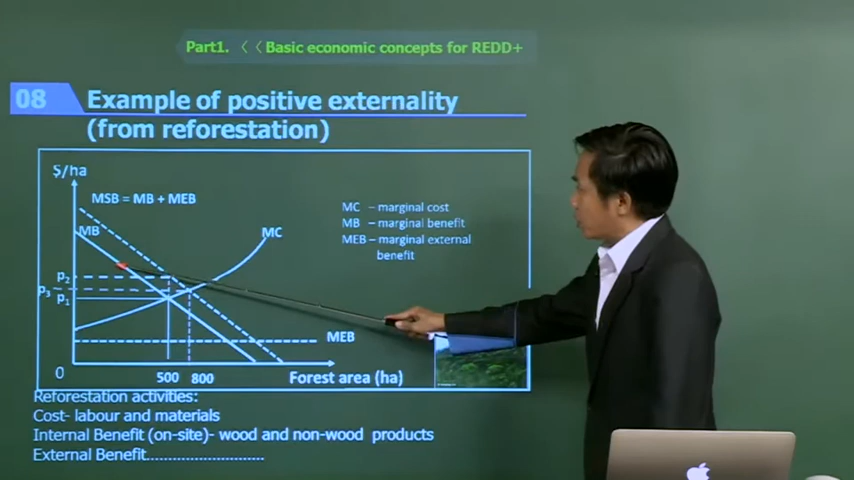 Part1. 〈〈 Basic economic concepts for REDD+
08 Example of positive externality
(from reforestation)
$/ha
MSB = MB + MEB
MB
MC
MC – marginal cost
MB – marginal benefit
MEB – marginal external
benefit
P₂
P₃
P₁
MEB
0
500 800
Forest area (ha)
Reforestation activities:
Cost- labour and materials
Internal Benefit (on-site)- wood and non-wood products
External Benefit..............................